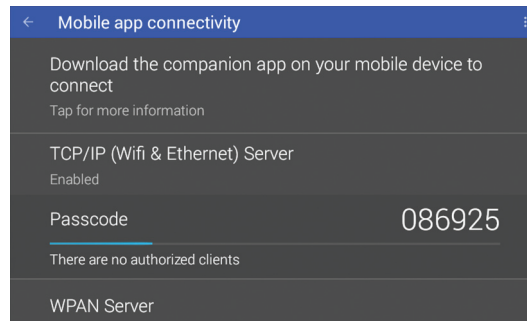 Mobile app connectivity
Download the companion app on your mobile device to
connect
Tap for more information
TCP/IP (Wifi & Ethernet) Server
Enabled
Passcode
086925
There are no authorized clients
WPAN Server